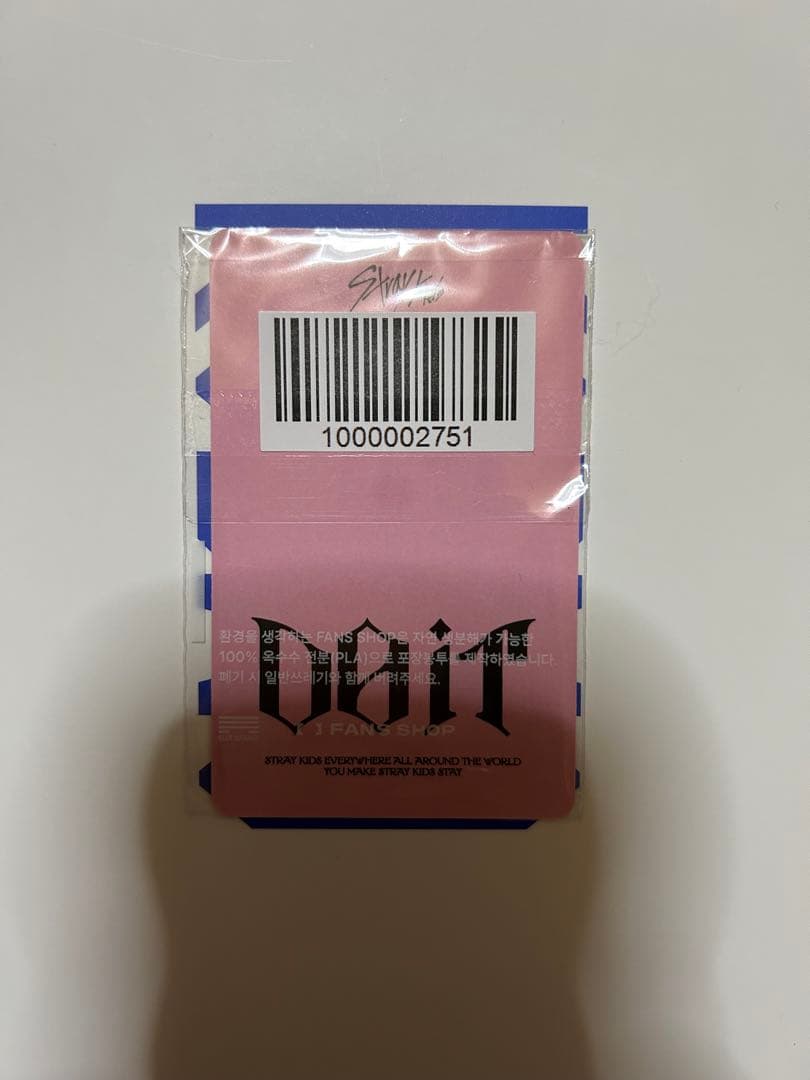 Stray Kids
1000002751
환경을 생각하는 FANS SHOP은 자연 생분해가 가능한
100% 옥수수 전분(PLA)으로 포장봉투를 제작하였습니다.
폐기 시 일반쓰레기와 함께 버려주세요.
[ ] FANS SHOP
STRAY KIDS EVERYWHERE ALL AROUND THE WORLD
YOU MAKE STRAY KIDS STAY